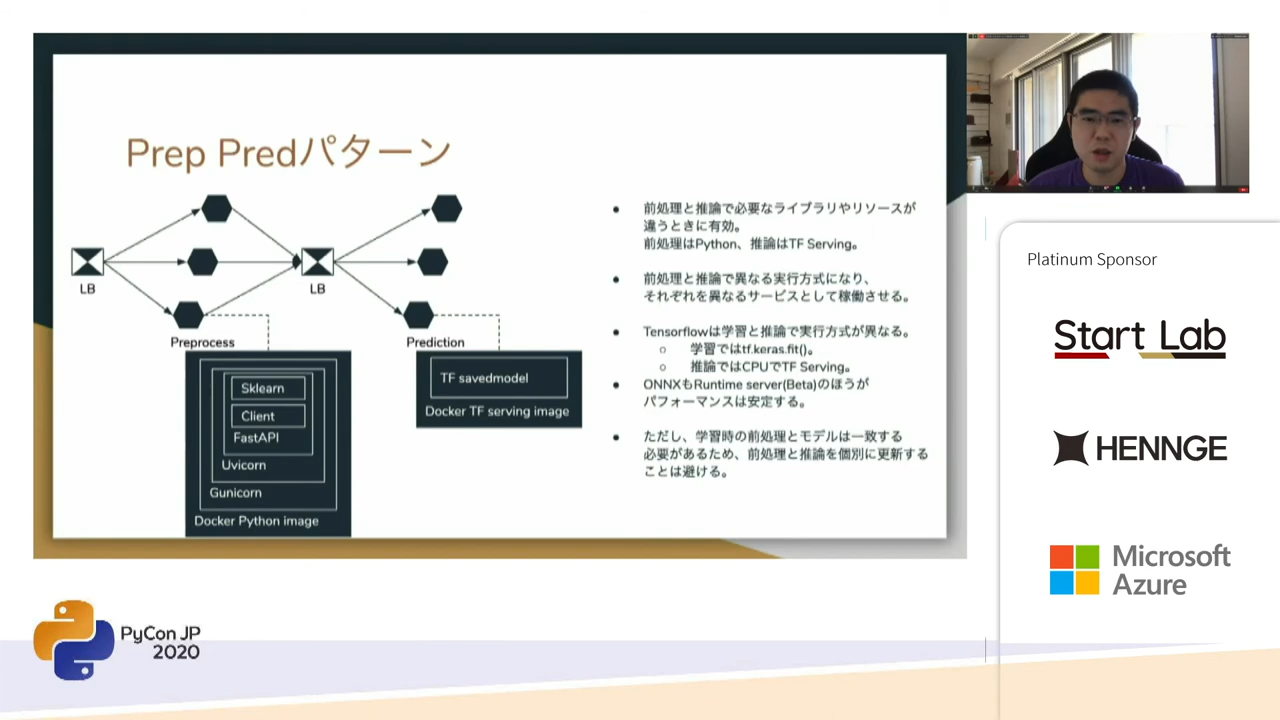 Prep Predパターン
LB
LB
Preprocess
Prediction
Sklearn
Client
FastAPI
Uvicorn
Gunicorn
Docker Python image
TF savedmodel
Docker TF serving image
● 前処理と推論で必要なライブラリやリソースが
違うときに有効。
前処理はPython、推論はTF Serving。
● 前処理と推論で異なる実行方式になり、
それぞれを異なるサービスとして稼働させる。
● Tensorflowは学習と推論で実行方式が異なる。
○ 学習ではtf.keras.fit()。
○ 推論ではCPUでTF Serving。
● ONNXもRuntime server(Beta)のほうが
パフォーマンスは安定する。
● ただし、学習時の前処理とモデルは一致する
必要があるため、前処理と推論を個別に更新する
ことは避ける。
Platinum Sponsor
Start Lab
HENNGE
Microsoft
Azure
PyCon JP
2020